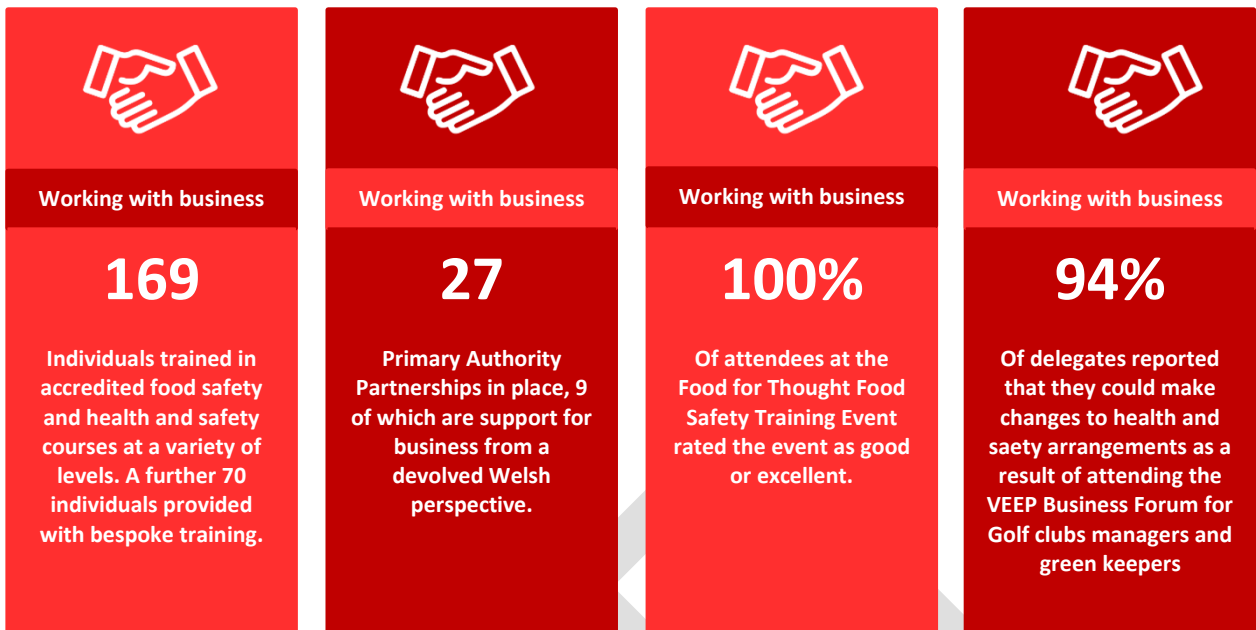 Working with business
169
Individuals trained in
accredited food safety
and health and safety
courses at a variety of
levels. A further 70
individuals provided
with bespoke training.
Working with business
27
Primary Authority
Partnerships in place, 9
of which are support for
business from a
devolved Welsh
perspective.
Working with business
100%
Of attendees at the
Food for Thought Food
Safety Training Event
rated the event as good
or excellent.
Working with business
94%
Of delegates reported
that they could make
changes to health and
saety arrangements as a
result of attending the
VEEP Business Forum for
Golf clubs managers and
green keepers